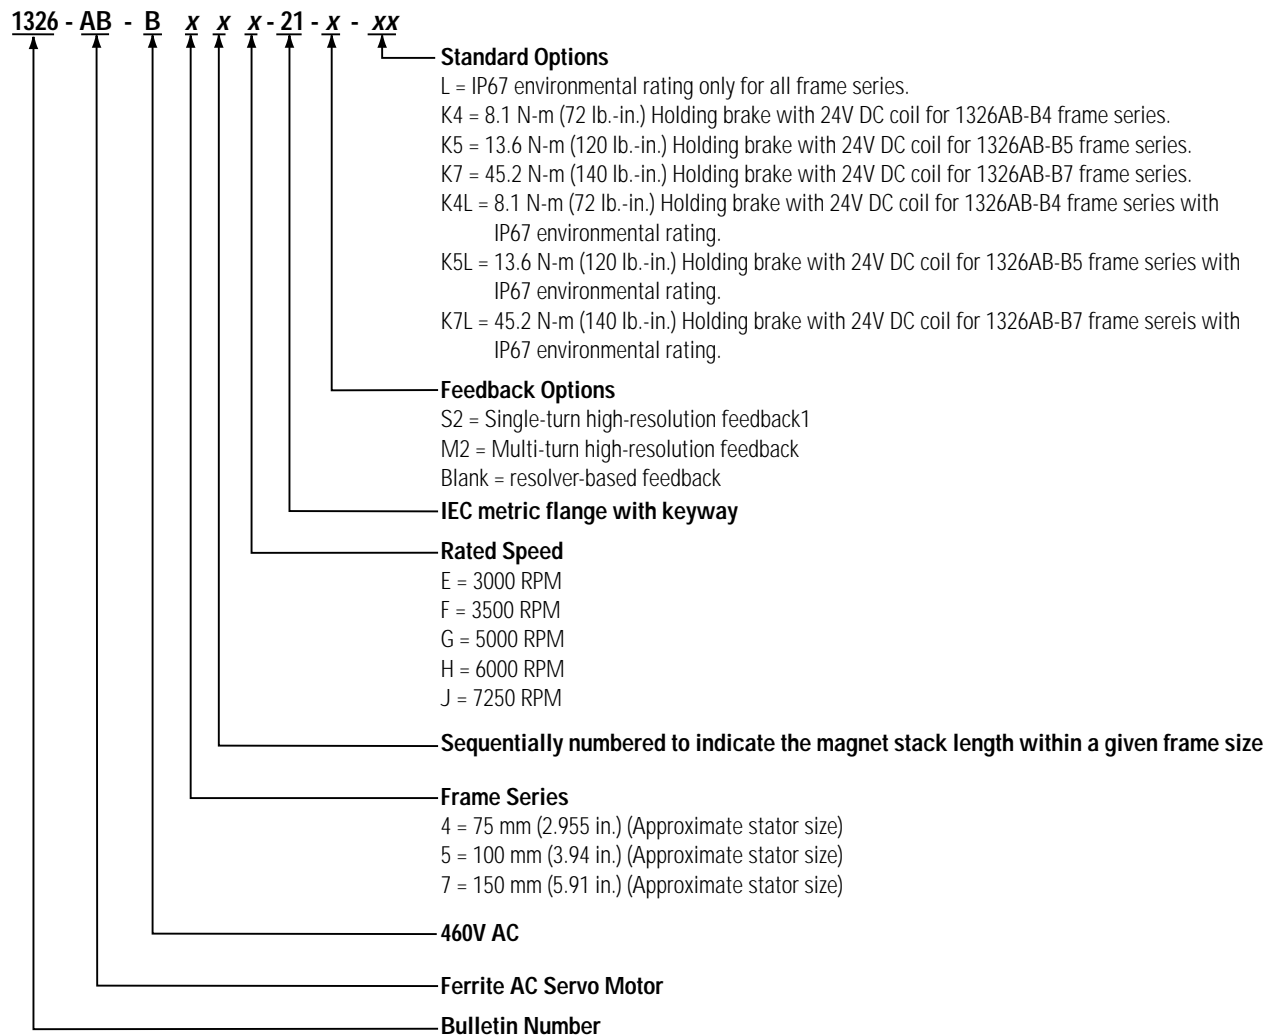 1326 - AB - B x x x - 21 - x - xx
Standard Options
L = IP67 environmental rating only for all frame series.
K4 = 8.1 N-m (72 lb.-in.) Holding brake with 24V DC coil for 1326AB-B4 frame series.
K5 = 13.6 N-m (120 lb.-in.) Holding brake with 24V DC coil for 1326AB-B5 frame series.
K7 = 45.2 N-m (140 lb.-in.) Holding brake with 24V DC coil for 1326AB-B7 frame series.
K4L = 8.1 N-m (72 lb.-in.) Holding brake with 24V DC coil for 1326AB-B4 frame series with
IP67 environmental rating.
K5L = 13.6 N-m (120 lb.-in.) Holding brake with 24V DC coil for 1326AB-B5 frame series with
IP67 environmental rating.
K7L = 45.2 N-m (140 lb.-in.) Holding brake with 24V DC coil for 1326AB-B7 frame sereis with
IP67 environmental rating.
Feedback Options
S2 = Single-turn high-resolution feedback1
M2 = Multi-turn high-resolution feedback
Blank = resolver-based feedback
IEC metric flange with keyway
Rated Speed
E = 3000 RPM
F = 3500 RPM
G = 5000 RPM
H = 6000 RPM
J = 7250 RPM
Sequentially numbered to indicate the magnet stack length within a given frame size
Frame Series
4 = 75 mm (2.955 in.) (Approximate stator size)
5 = 100 mm (3.94 in.) (Approximate stator size)
7 = 150 mm (5.91 in.) (Approximate stator size)
460V AC
Ferrite AC Servo Motor
Bulletin Number